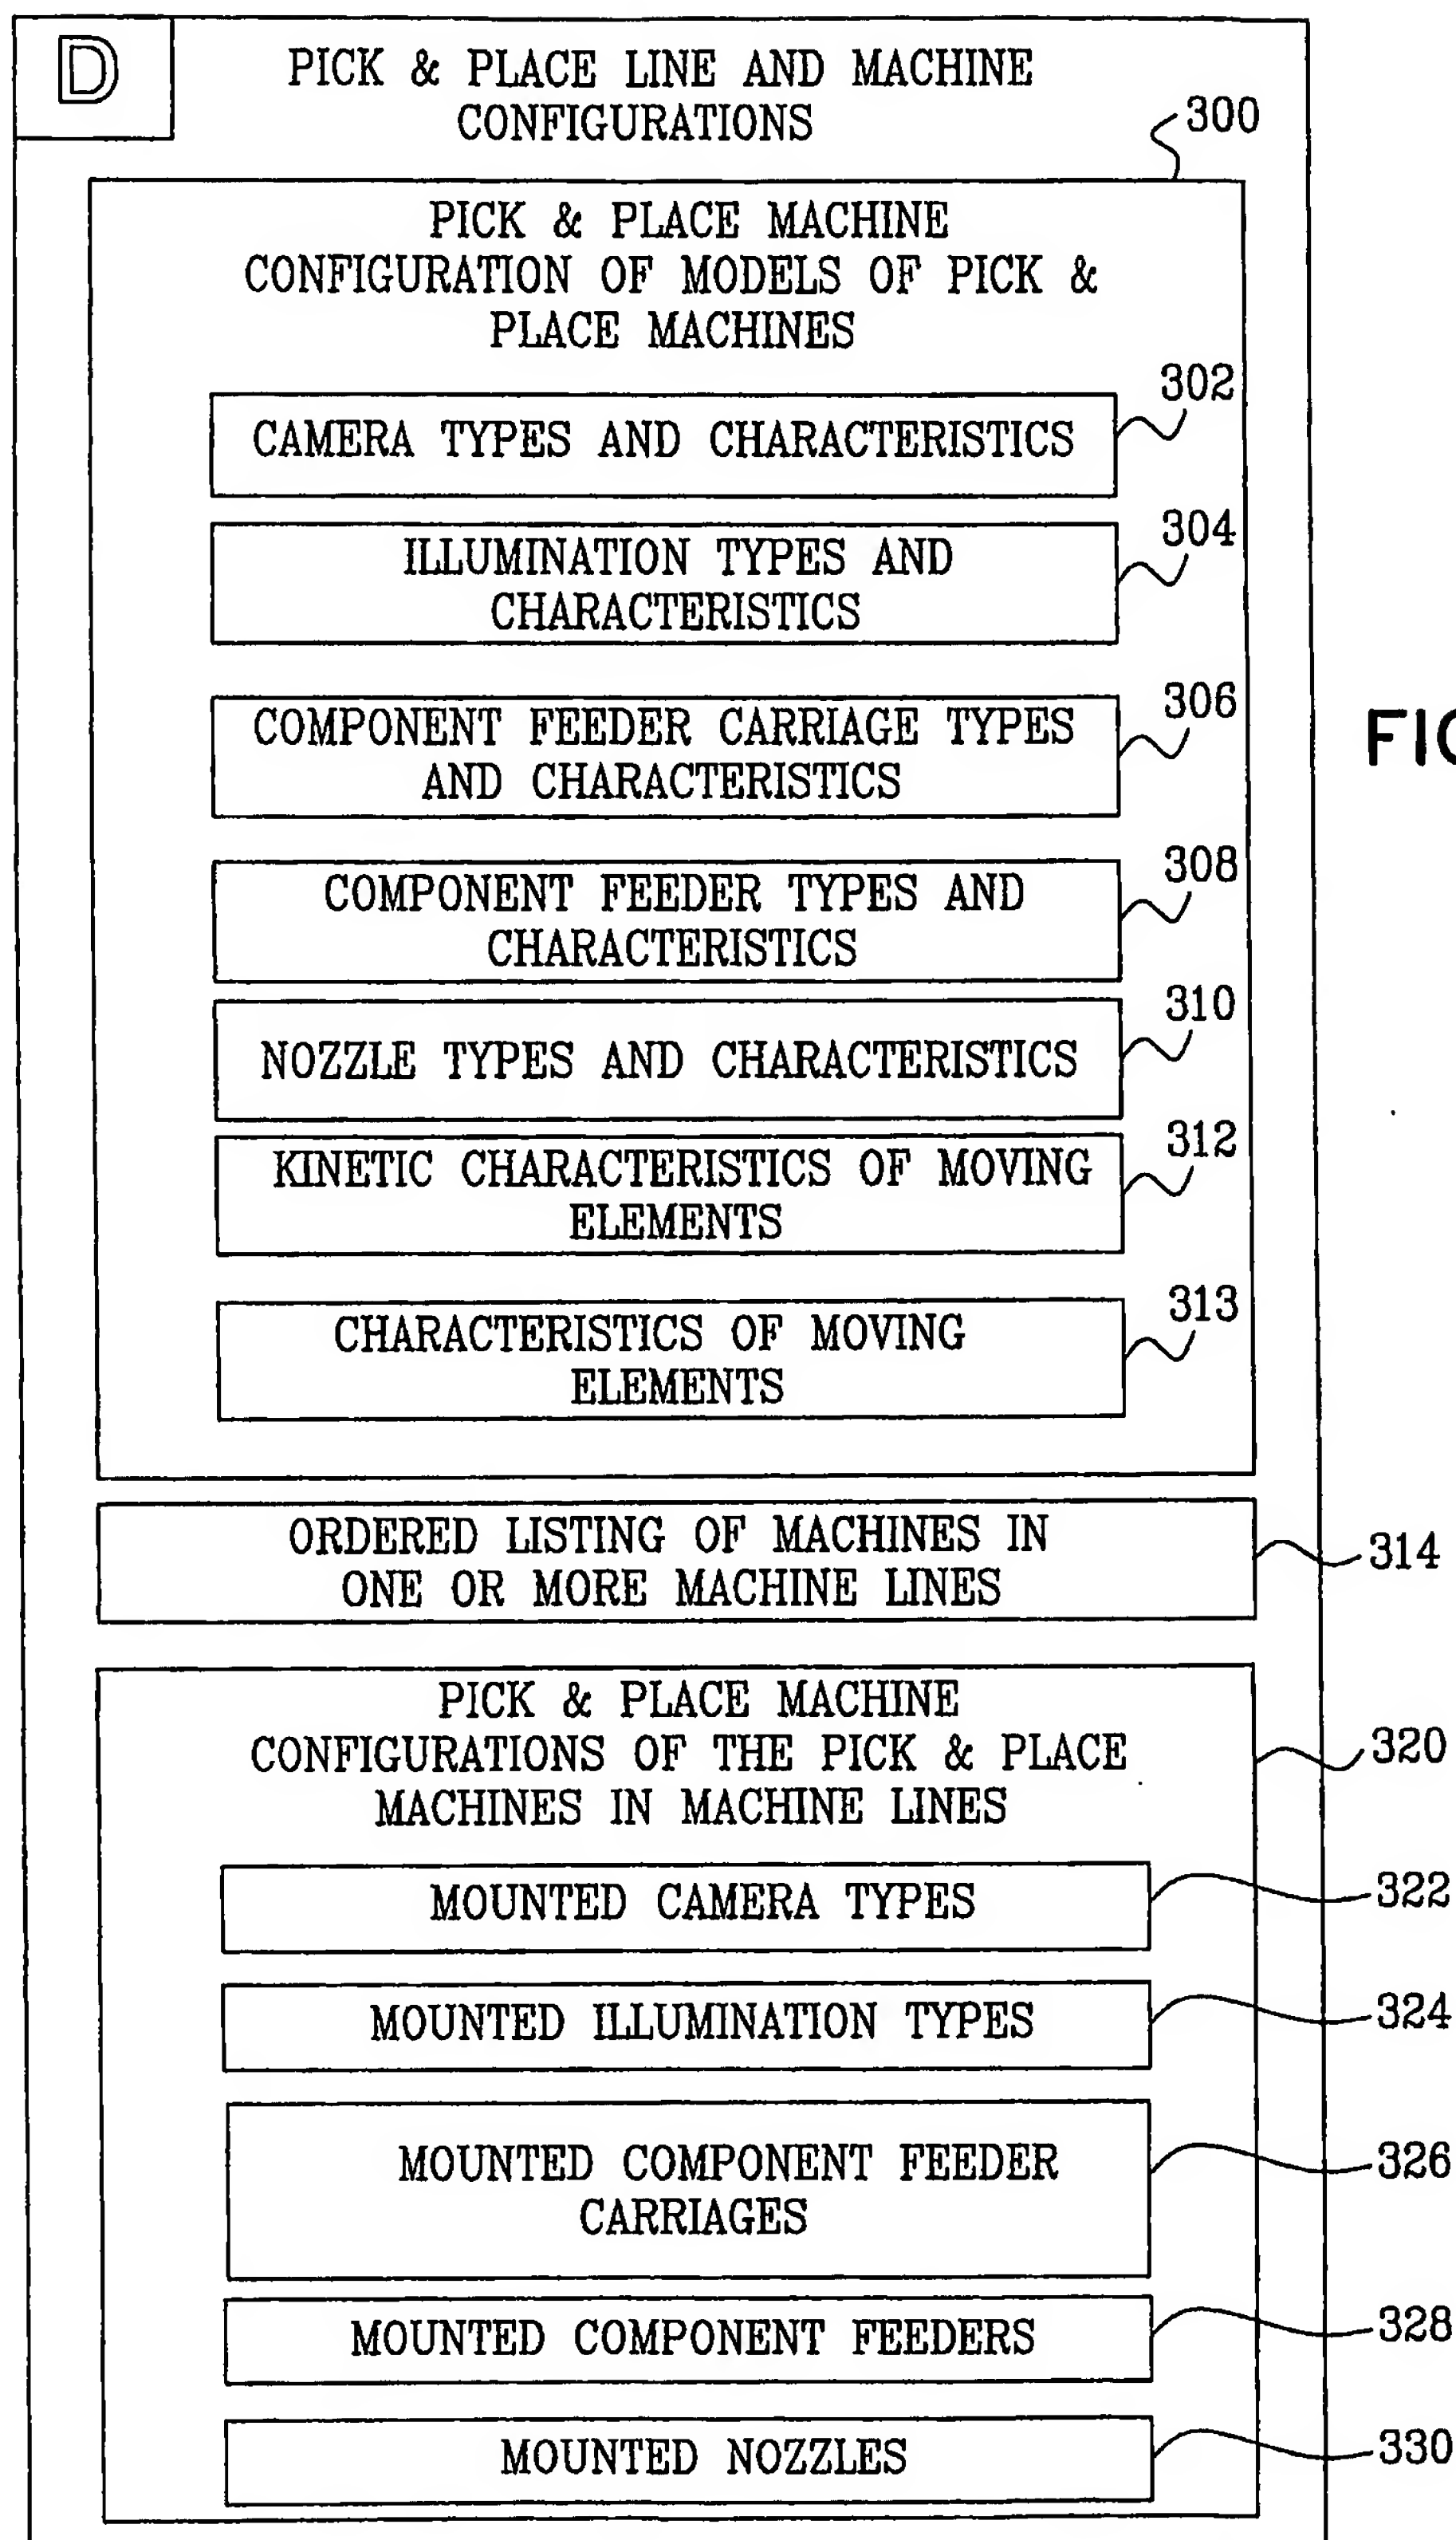 D
PICK & PLACE LINE AND MACHINE
CONFIGURATIONS
300
PICK & PLACE MACHINE
CONFIGURATION OF MODELS OF PICK &
PLACE MACHINES
302
CAMERA TYPES AND CHARACTERISTICS
304
ILLUMINATION TYPES AND
CHARACTERISTICS
306
COMPONENT FEEDER CARRIAGE TYPES
AND CHARACTERISTICS
FIG
308
COMPONENT FEEDER TYPES AND
CHARACTERISTICS
310
NOZZLE TYPES AND CHARACTERISTICS
312
KINETIC CHARACTERISTICS OF MOVING
ELEMENTS
313
CHARACTERISTICS OF MOVING
ELEMENTS
ORDERED LISTING OF MACHINES IN
ONE OR MORE MACHINE LINES
314
PICK & PLACE MACHINE
CONFIGURATIONS OF THE PICK & PLACE
MACHINES IN MACHINE LINES
320
MOUNTED CAMERA TYPES
322
MOUNTED ILLUMINATION TYPES
324
MOUNTED COMPONENT FEEDER
CARRIAGES
326
MOUNTED COMPONENT FEEDERS
328
MOUNTED NOZZLES
330